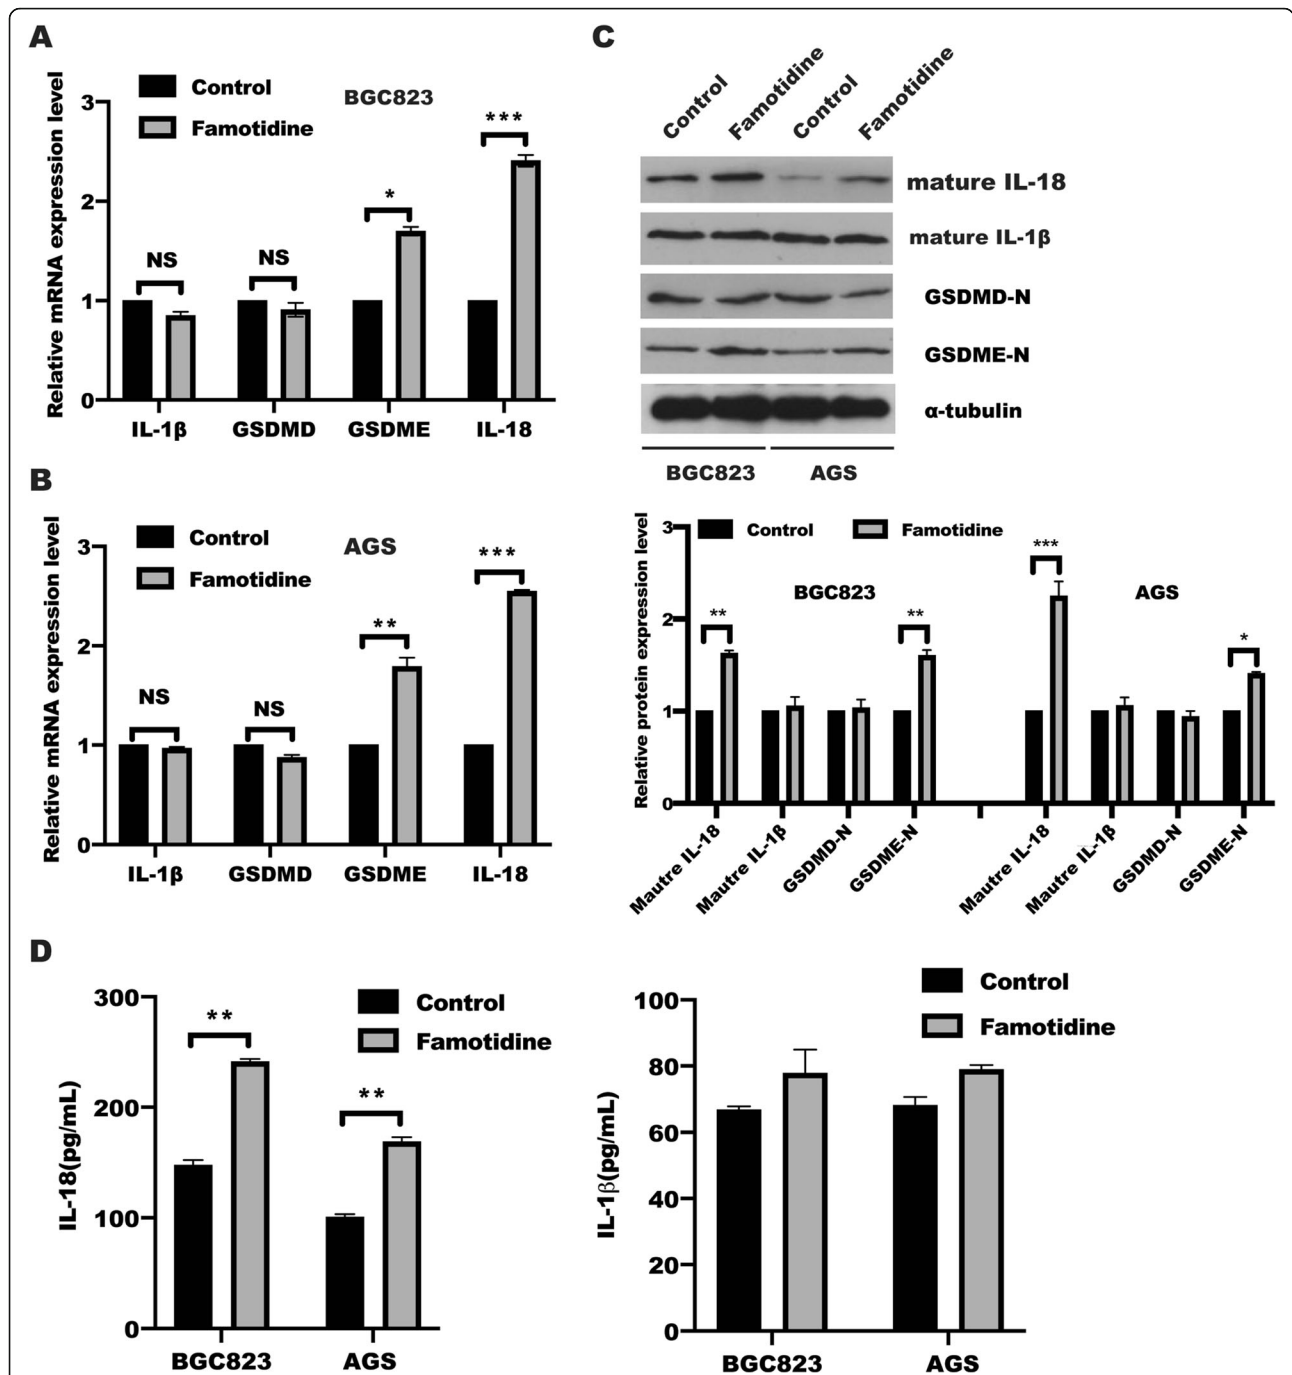 A
Relative mRNA expression level
Control
Famotidine
BGC823
3
2
1
0
NS
NS
*
***
IL-1β
GSDMD
GSDME
IL-18
B
Relative mRNA expression level
Control
Famotidine
AGS
3
2
1
0
NS
NS
**
***
IL-1β
GSDMD
GSDME
IL-18
C
Control
Famotidine
Control
Famotidine
mature IL-18
mature IL-1β
GSDMD-N
GSDME-N
α-tubulin
BGC823
AGS
Relative protein expression level
Control
Famotidine
3
2
1
0
BGC823
AGS
**
**
***
*
Mautre IL-18
Mautre IL-1β
GSDMD-N
GSDME-N
Mautre IL-18
Mautre IL-1β
GSDMD-N
GSDME-N
D
IL-18(pg/mL)
300
200
100
0
**
**
Control
Famotidine
BGC823
AGS
IL-1β(pg/mL)
100
80
60
40
20
0
Control
Famotidine
BGC823
AGS